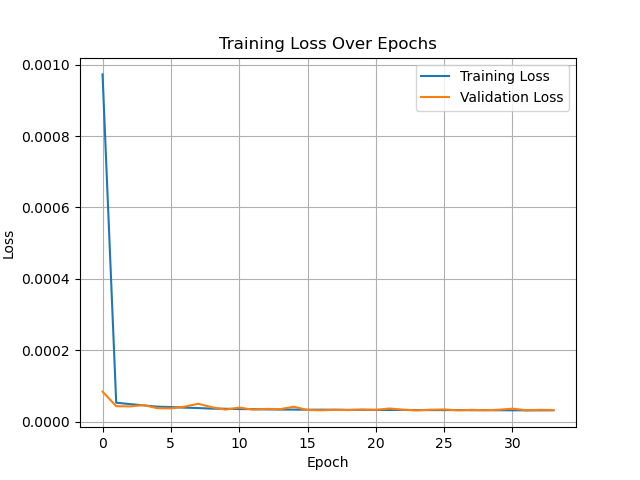 Training Loss Over Epochs
Training Loss
Validation Loss
0.0010
0.0008
0.0006
0.0004
0.0002
0.0000
Loss
0 5 10 15 20 25 30
Epoch